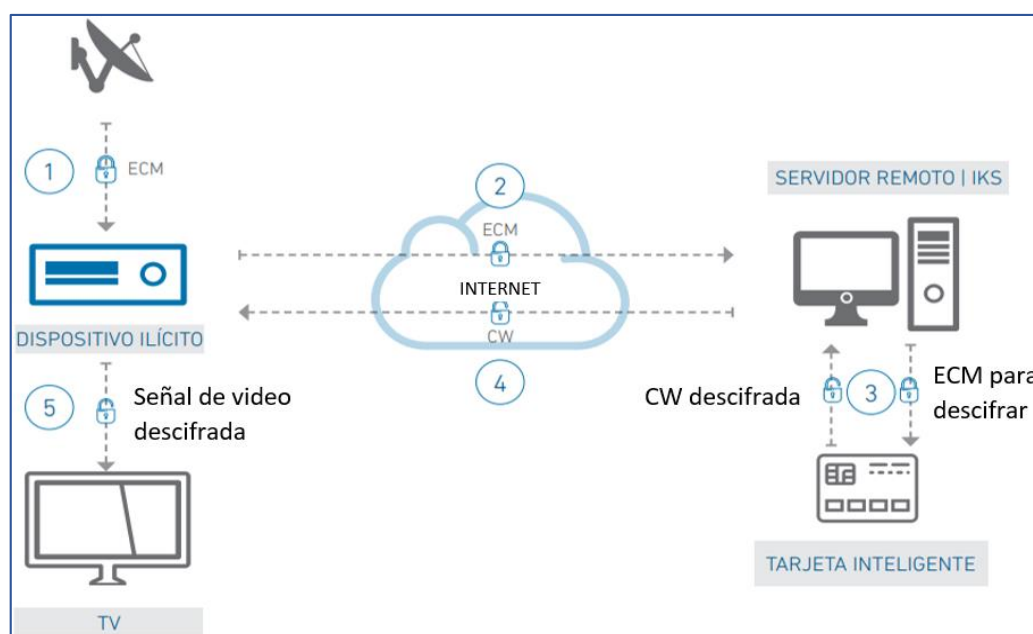 1
ECM
DISPOSITIVO ILÍCITO
5
Señal de video
descifrada
TV
2
ECM
INTERNET
CW
4
SERVIDOR REMOTO | IKS
CW descifrada
3
ECM para
descifrar
TARJETA INTELIGENTE